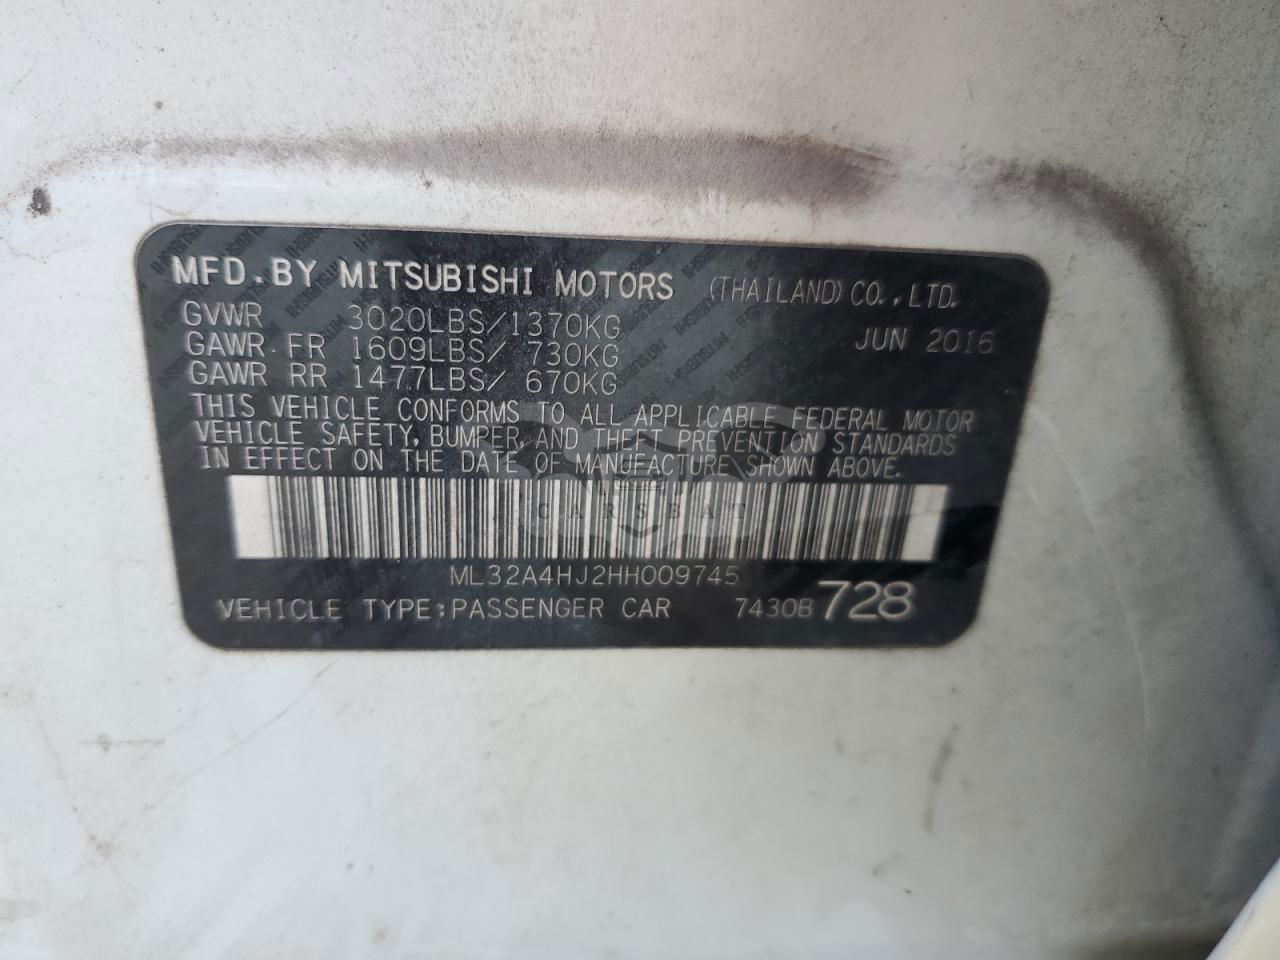 MFD.BY MITSUBISHI MOTORS (THAILAND) CO.,LTD.
GVWR 3020LBS/1370KG JUN 2016
GAWR FR 1609LBS/ 730KG
GAWR RR 1477LBS/ 670KG
THIS VEHICLE CONFORMS TO ALL APPLICABLE FEDERAL MOTOR
VEHICLE SAFETY, BUMPER, AND THEFT PREVENTION STANDARDS
IN EFFECT ON THE DATE OF MANUFACTURE SHOWN ABOVE.
CARSBAT
ML32A4HJ2HH009745
VEHICLE TYPE:PASSENGER CAR 7430B 728